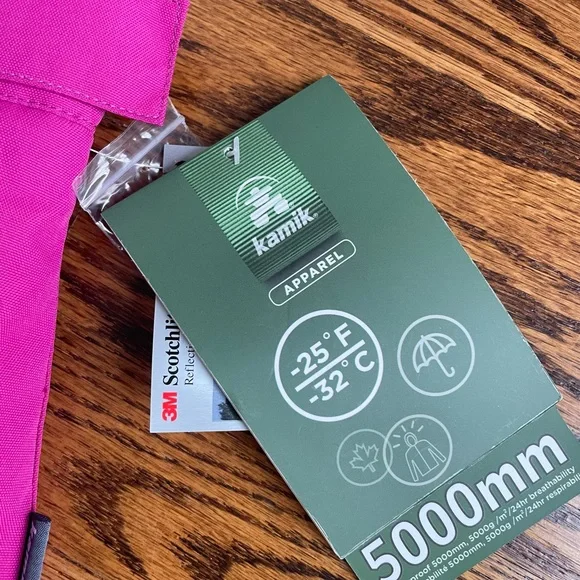 kamik®
APPAREL
-25°F
-32°C
3M Scotchli
Reflecti
5000mm
proof 5000mm, 5000g /m²/24hr breathability
bilité 5000mm, 5000g /m²/24hr respirabili